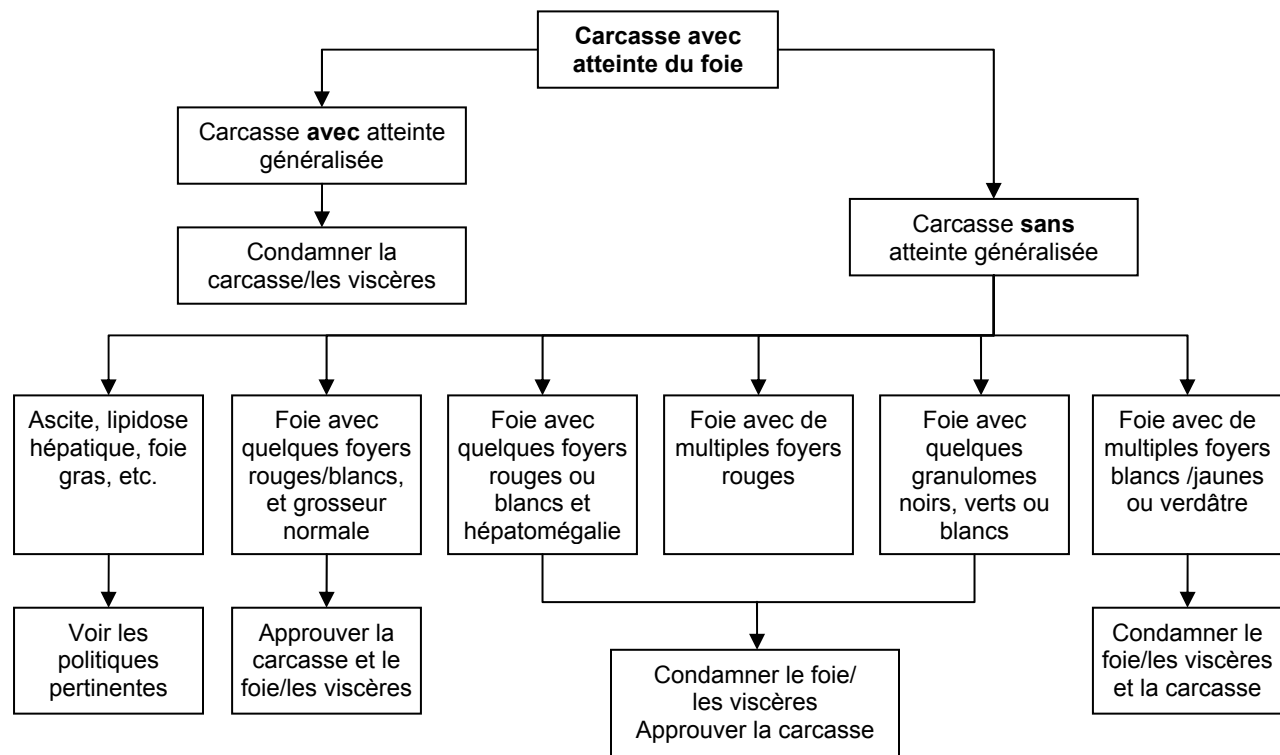 Carcasse avec
atteinte du foie
Carcasse avec atteinte
généralisée
Condamner la
carcasse/les viscères
Carcasse sans
atteinte généralisée
Ascite, lipidose
hépatique, foie
gras, etc.
Foie avec
quelques foyers
rouges/blancs,
et grosseur
normale
Foie avec
quelques foyers
rouges ou
blancs et
hépatomégalie
Foie avec de
multiples foyers
rouges
Foie avec
quelques
granulomes
noirs, verts ou
blancs
Foie avec de
multiples foyers
blancs /jaunes
ou verdâtre
Voir les
politiques
pertinentes
Approuver la
carcasse et le
foie/les viscères
Condamner le foie/
les viscères
Approuver la carcasse
Condamner le
foie/les viscères
et la carcasse